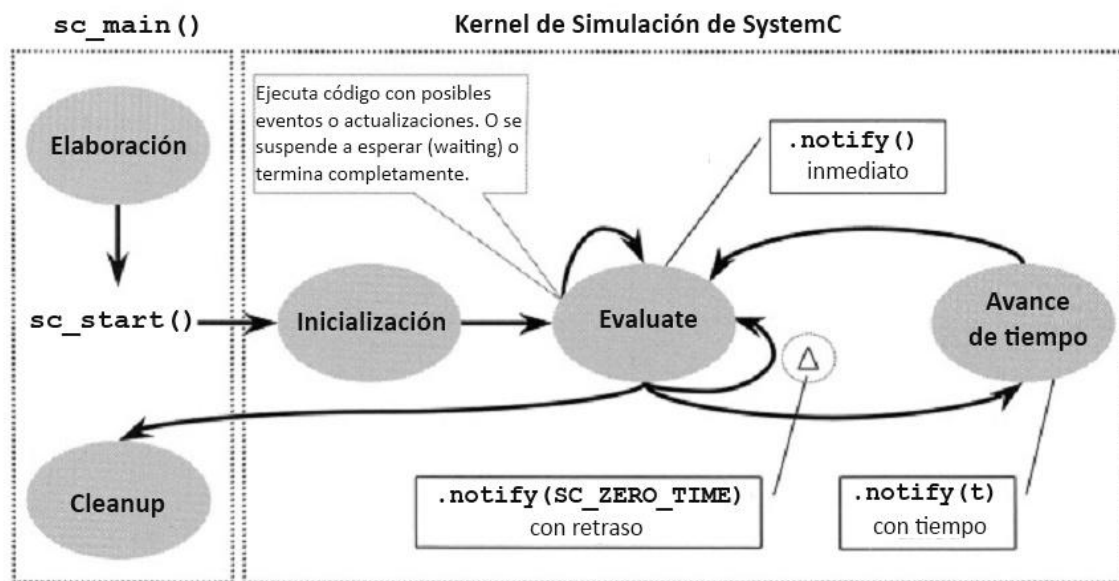 sc_main()
Kernel de Simulación de SystemC
Ejecuta código con posibles
eventos o actualizaciones. O se
suspende a esperar (waiting) o
termina completamente.
Elaboración
.notify()
inmediato
sc_start()
Inicialización
Evaluate
Avance
de tiempo
Δ
Cleanup
.notify(SC_ZERO_TIME)
con retraso
.notify(t)
con tiempo